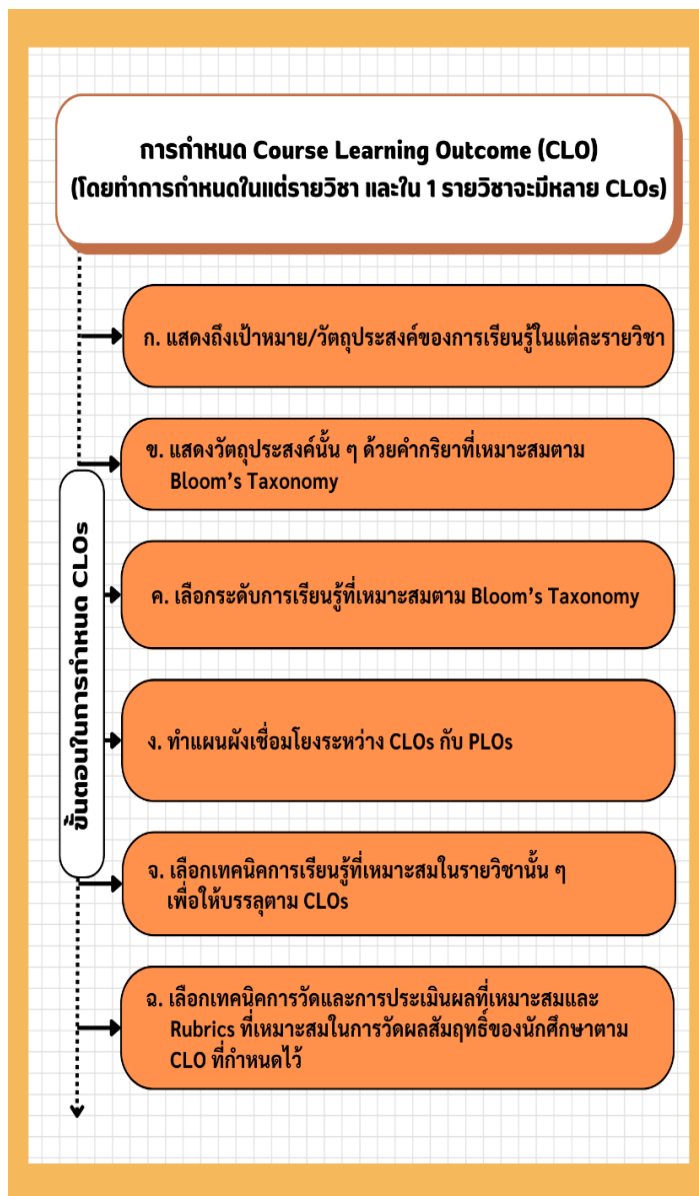 การกำหนด Course Learning Outcome (CLO)
(โดยทำการกำหนดในแต่รายวิชา และใน 1 รายวิชาจะมีหลาย CLOs)
ขั้นตอนในการกำหนด CLOs
ก. แสดงถึงเป้าหมาย/วัตถุประสงค์ของการเรียนรู้ในแต่ละรายวิชา
ข. แสดงวัตถุประสงค์นั้น ๆ ด้วยคำกริยาที่เหมาะสมตาม
Bloom's Taxonomy
ค. เลือกระดับการเรียนรู้ที่เหมาะสมตาม Bloom's Taxonomy
ง. ทำแผนผังเชื่อมโยงระหว่าง CLOs กับ PLOs
จ. เลือกเทคนิคการเรียนรู้ที่เหมาะสมในรายวิชานั้น ๆ
เพื่อให้บรรลุตาม CLOs
ฉ. เลือกเทคนิคการวัดและการประเมินผลที่เหมาะสมและ
Rubrics ที่เหมาะสมในการวัดผลสัมฤทธิ์ของนักศึกษาตาม
CLO ที่กำหนดไว้